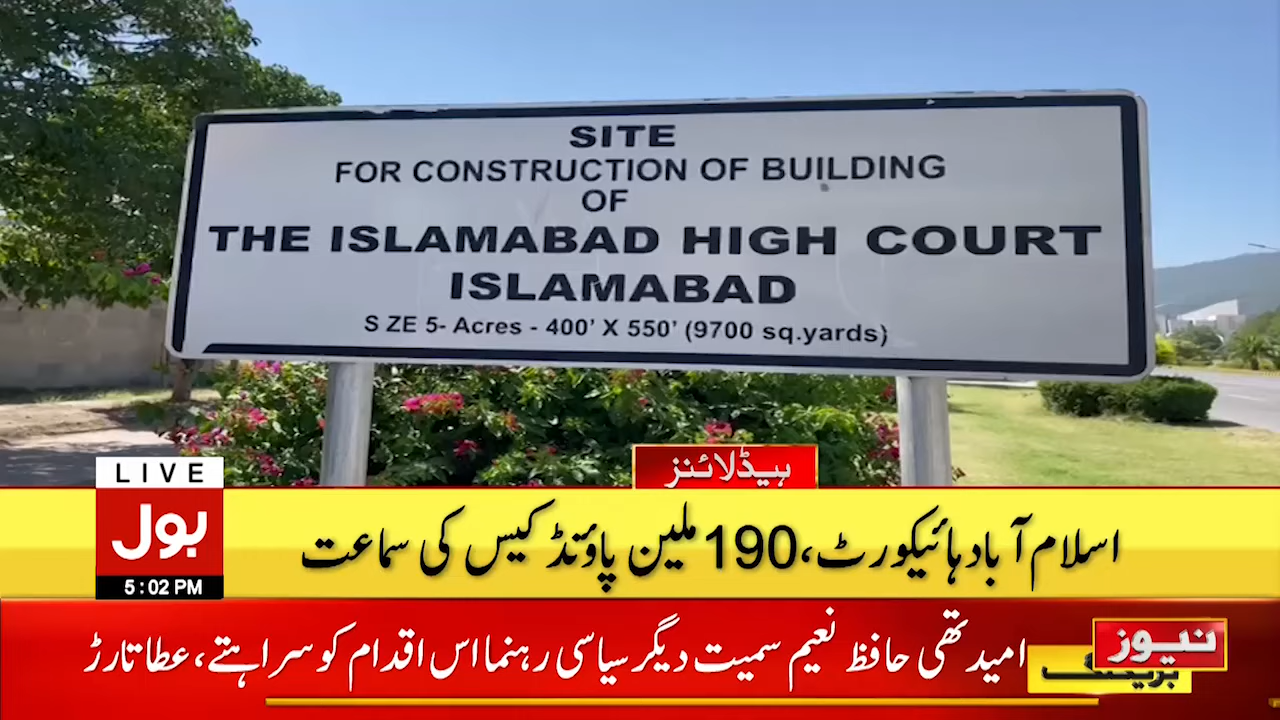 SITE
FOR CONSTRUCTION OF BUILDING
OF
THE ISLAMABAD HIGH COURT
ISLAMABAD
S ZE 5- Acres - 400' X 550' (9700 sq.yards)
ہیڈلائنز
LIVE
بول
5:02 PM
اسلام آباد ہائیکورٹ، 190 ملین پاؤنڈ کیس کی سماعت
نیوز
بریکنگ
امید تھی حافظ نعیم سمیت دیگر سیاسی رہنما اس اقدام کو سراہتے، عطا تارڑ